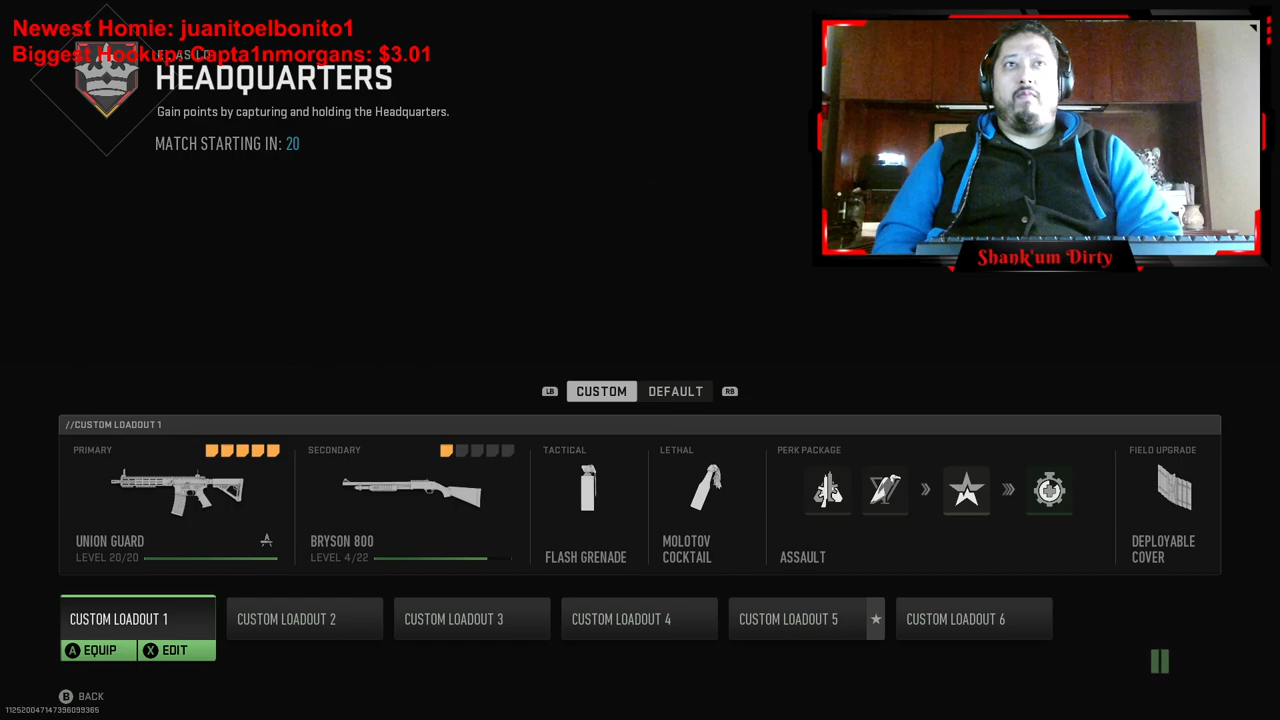 Newest Homie: juanitoelbonito1
Biggest Hookup: Capta1nmorgans: $3.01
HEADQUARTERS
Gain points by capturing and holding the Headquarters.
MATCH STARTING IN: 20
Shank'um Dirty
LB CUSTOM DEFAULT RB
//CUSTOM LOADOUT 1
PRIMARY SECONDARY TACTICAL LETHAL PERK PACKAGE FIELD UPGRADE
UNION GUARD BRYSON 800 FLASH GRENADE MOLOTOV COCKTAIL ASSAULT DEPLOYABLE COVER
LEVEL 20/20 LEVEL 4/22
CUSTOM LOADOUT 1 CUSTOM LOADOUT 2 CUSTOM LOADOUT 3 CUSTOM LOADOUT 4 CUSTOM LOADOUT 5 CUSTOM LOADOUT 6
A EQUIP X EDIT
B BACK
11252004714739609936​5